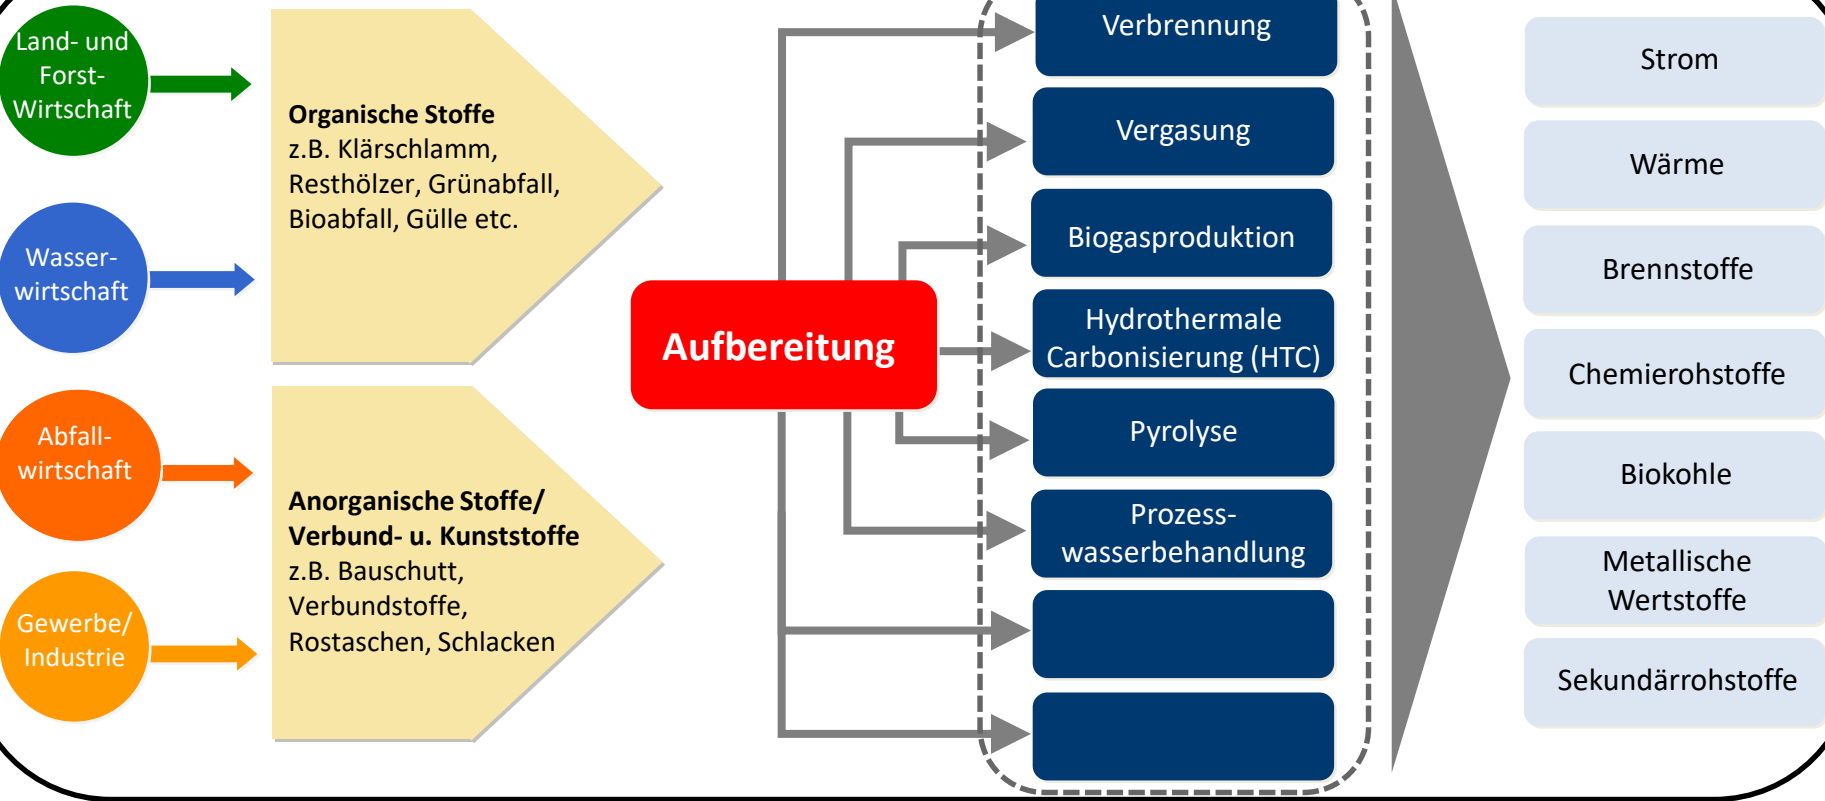 Land- und
Forst-
Wirtschaft
Wasser-
wirtschaft
Abfall-
wirtschaft
Gewerbe/
Industrie
Organische Stoffe
z.B. Klärschlamm,
Resthölzer, Grünabfall,
Bioabfall, Gülle etc.
Anorganische Stoffe/
Verbund- u. Kunststoffe
z.B. Bauschutt,
Verbundstoffe,
Rostaschen, Schlacken
Aufbereitung
Verbrennung
Vergasung
Biogasproduktion
Hydrothermale
Carbonisierung (HTC)
Pyrolyse
Prozess-
wasserbehandlung
Strom
Wärme
Brennstoffe
Chemierohstoffe
Biokohle
Metallische
Wertstoffe
Sekundärrohstoffe